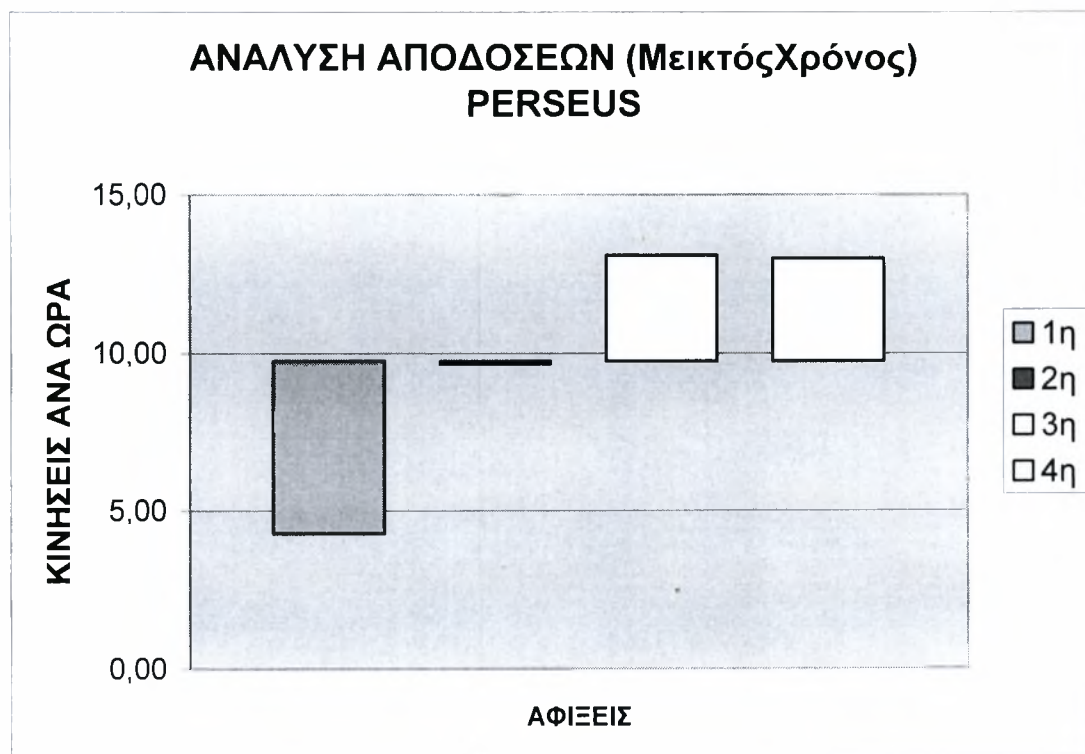 ΑΝΑΛΥΣΗ ΑΠΟΔΟΣΕΩΝ (ΜεικτόςΧρόνος)
PERSEUS
ΚΙΝΗΣΕΙΣ ΑΝΑ ΩΡΑ
15,00
10,00
5,00
0,00
ΑΦΙΞΕΙΣ
1η
2η
3η
4η